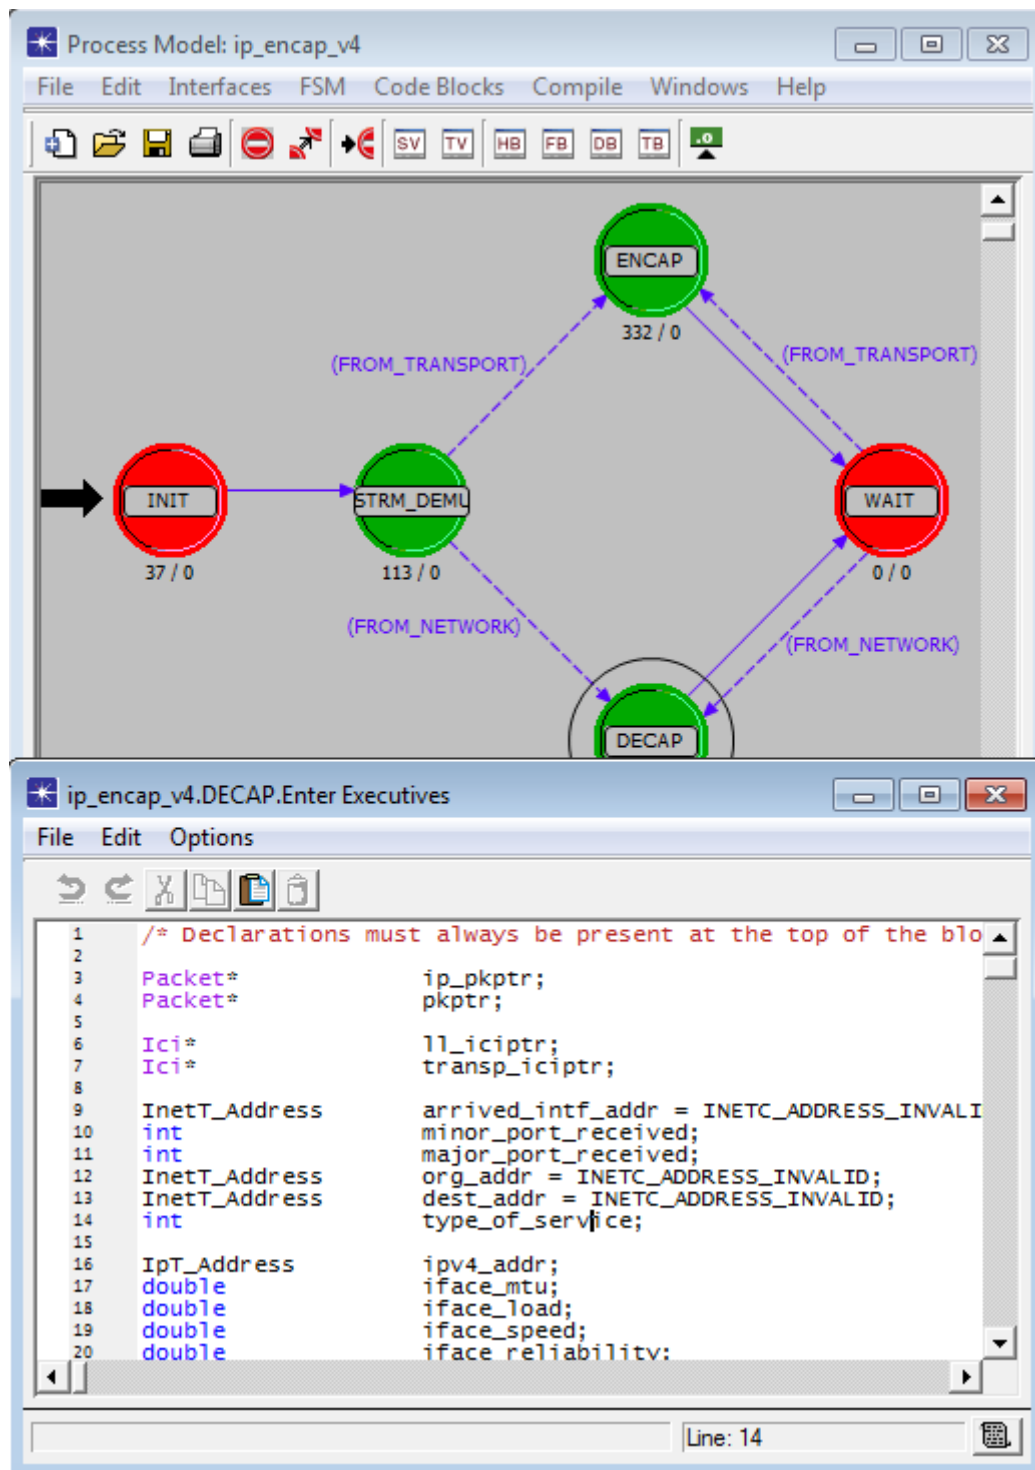 Process Model: ip_encap_v4
File Edit Interfaces FSM Code Blocks Compile Windows Help
SV TV HB FB DB TB .0
ENCAP
332 / 0
(FROM_TRANSPORT)
(FROM_TRANSPORT)
INIT
STRM_DEMU
WAIT
37 / 0
113 / 0
0 / 0
(FROM_NETWORK)
(FROM_NETWORK)
DECAP
ip_encap_v4.DECAP.Enter Executives
File Edit Options
1 /* Declarations must always be present at the top of the blo
2
3 Packet* ip_pkptr;
4 Packet* pkptr;
5
6 Ici* ll_iciptr;
7 Ici* transp_iciptr;
8
9 InetT_Address arrived_intf_addr = INETC_ADDRESS_INVALI
10 int minor_port_received;
11 int major_port_received;
12 InetT_Address org_addr = INETC_ADDRESS_INVALID;
13 InetT_Address dest_addr = INETC_ADDRESS_INVALID;
14 int type_of_service;
15
16 IpT_Address ipv4_addr;
17 double iface_mtu;
18 double iface_load;
19 double iface_speed;
20 double iface_reliability;
Line: 14